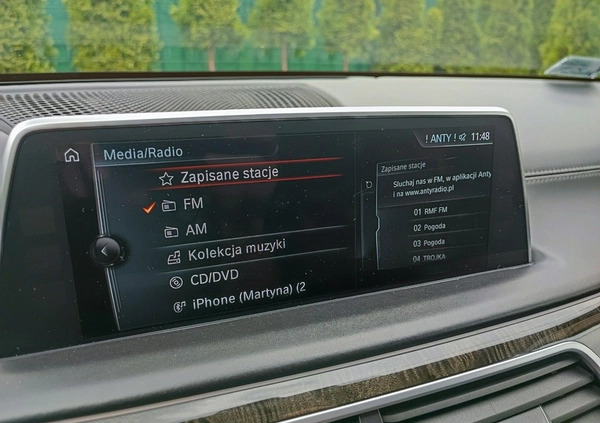 ! ANTY ! 11:48
Media/Radio
Zapisane stacje
FM
AM
Kolekcja muzyki
CD/DVD
iPhone (Martyna) (2
Zapisane stacje
Słuchaj nas w FM, w aplikacji Anty
i na www.antyradio.pl
01 RMF FM
02 Pogoda
03 Pogoda
04 TROJKA